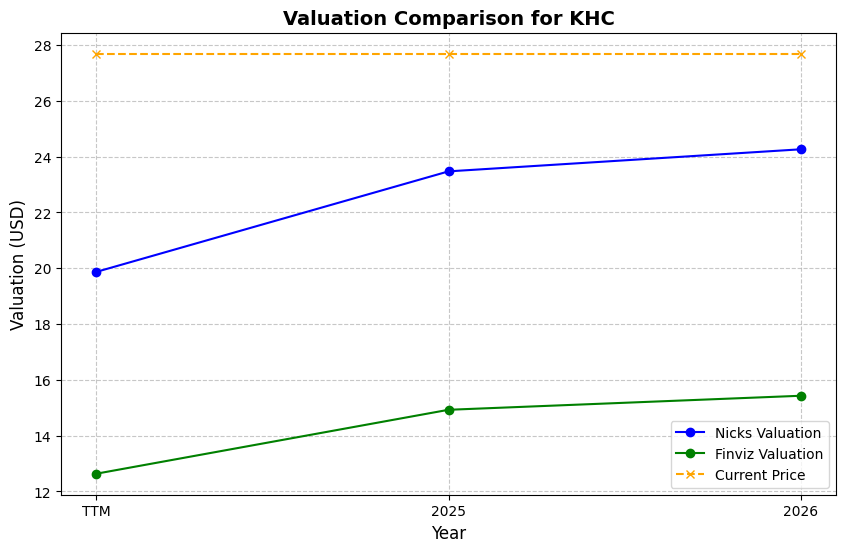 Valuation Comparison for KHC
Valuation (USD)
28
26
24
22
20
18
16
14
12
TTM
2025
2026
Year
Nicks Valuation
Finviz Valuation
Current Price